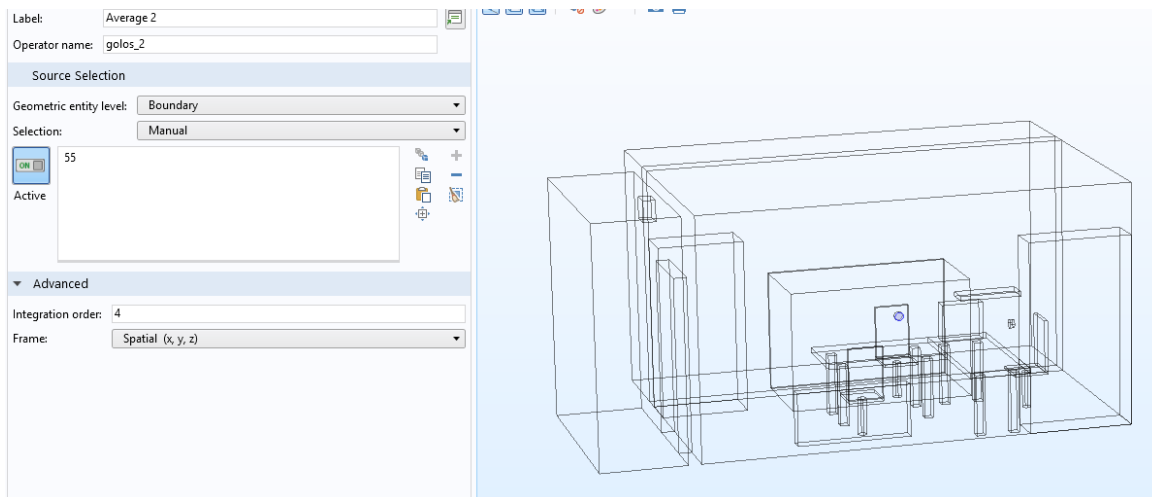 Label: Average 2
Operator name: golos_2
Source Selection
Geometric entity level: Boundary
Selection: Manual
ON
55
Active
Advanced
Integration order: 4
Frame: Spatial (x, y, z)